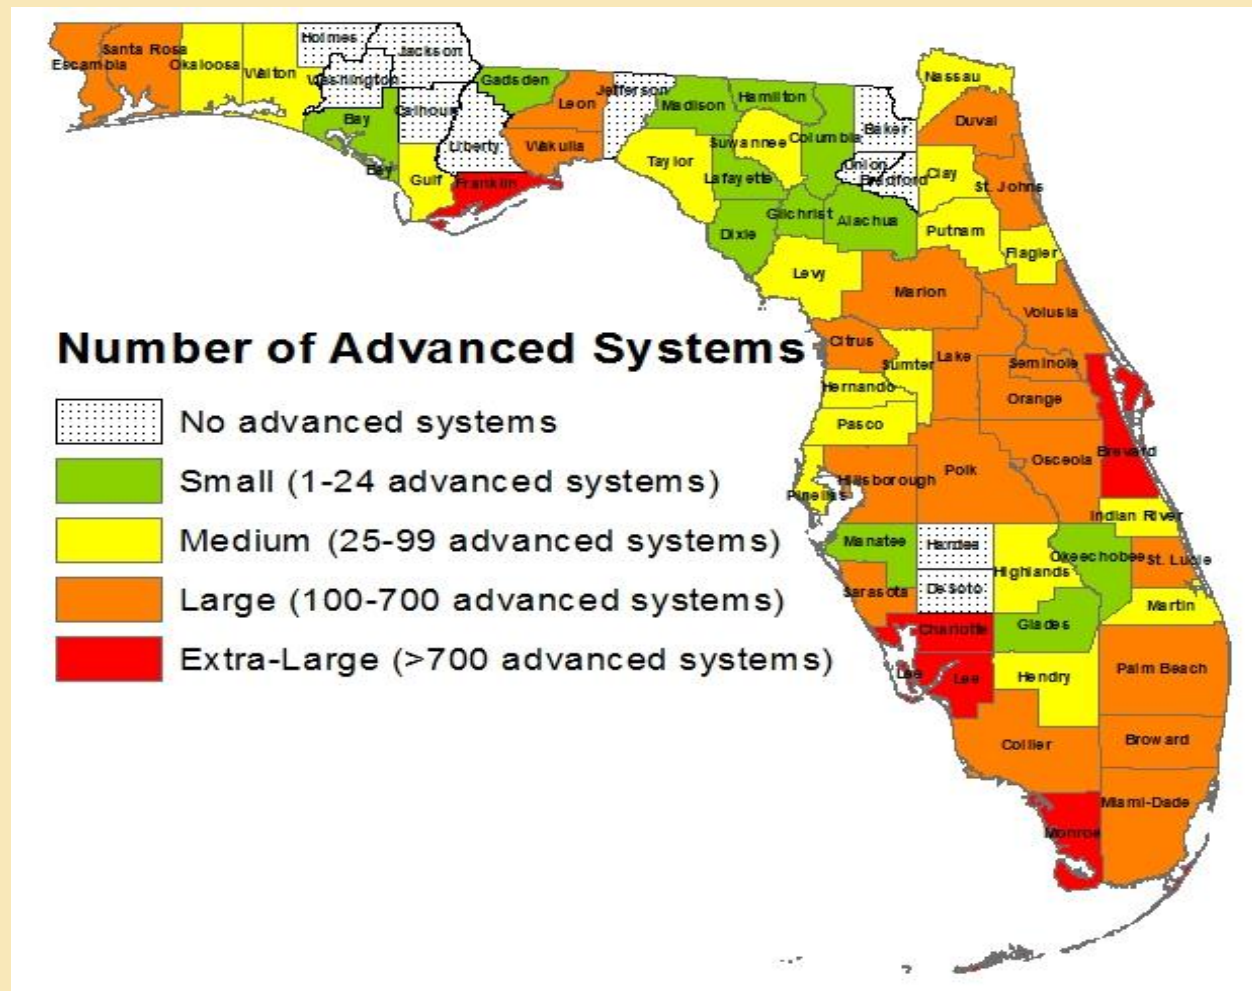 Holmes
Jackson
Santa Rosa
Escambia
Okaloosa
Walton
Washington
Gadsden
Leon
Jefferson
Madison
Hamilton
Nassau
Bay
Calhoun
Liberty
Wakulla
Taylor
Suwannee
Columbia
Baker
Duval
Bay
Gulf
Franklin
Lafayette
Union
Bradford
Clay
St. Johns
Dixie
Gilchrist
Alachua
Putnam
Flagler
Levy
Marion
Volusia
Number of Advanced Systems
Citrus
Sumter
Lake
Seminole
Hernando
Orange
No advanced systems
Pasco
Brevard
Small (1-24 advanced systems)
Pinellas
Hillsborough
Polk
Osceola
Indian River
Medium (25-99 advanced systems)
Manatee
Hardee
Highlands
Okeechobee
St. Lucie
Large (100-700 advanced systems)
Sarasota
DeSoto
Martin
Charlotte
Glades
Extra-Large (>700 advanced systems)
Lee
Lee
Hendry
Palm Beach
Collier
Broward
Miami-Dade
Monroe